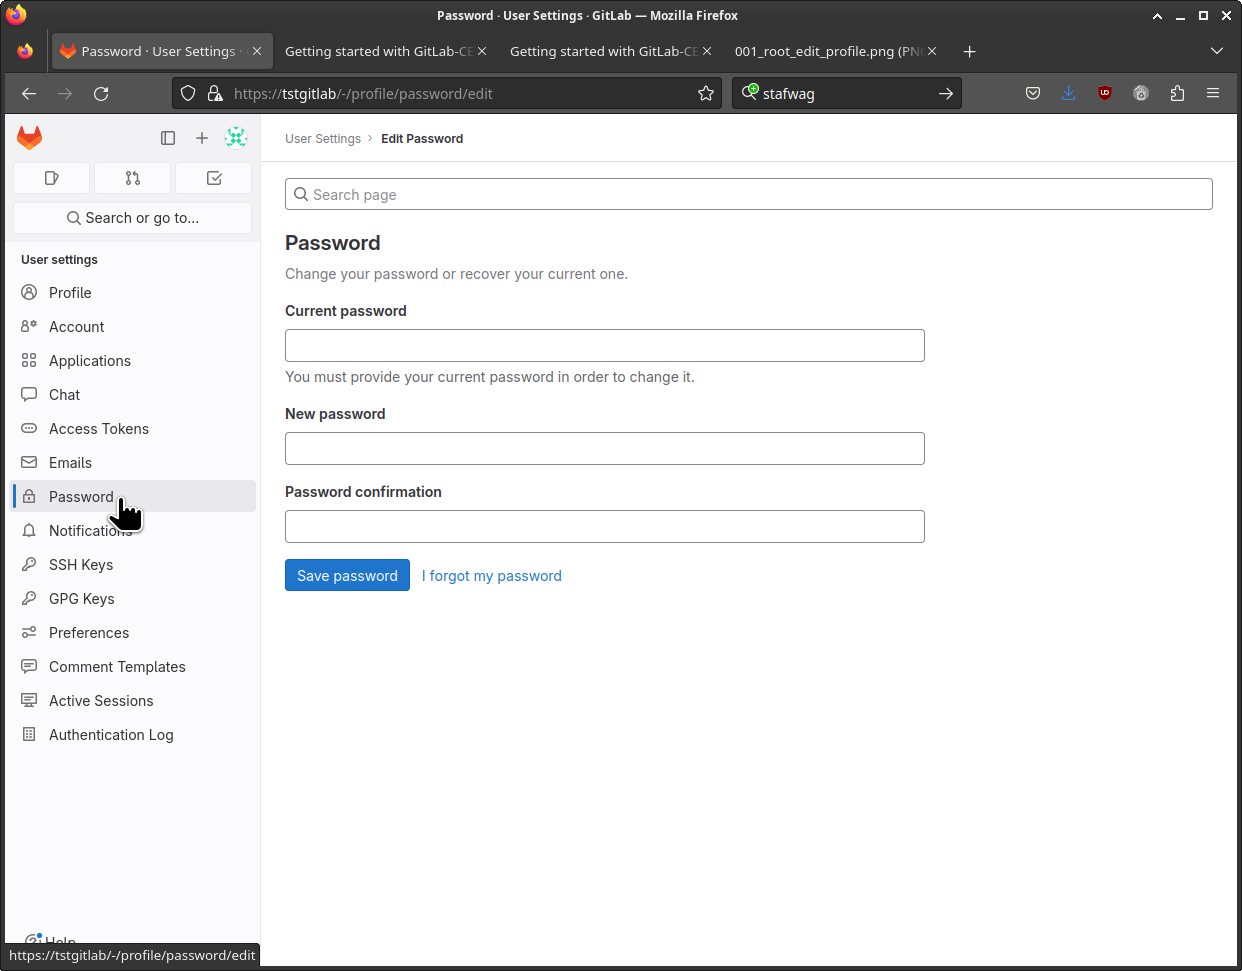 Password · User Settings · GitLab — Mozilla Firefox
Password · User Settings ·
Getting started with GitLab-CE
Getting started with GitLab-CE
001_root_edit_profile.png (PN
https://tstgitlab/-/profile/password/edit
stafwag
User Settings › Edit Password
Search or go to...
Search page
User settings
Profile
Account
Applications
Chat
Access Tokens
Emails
Password
Notifications
SSH Keys
GPG Keys
Preferences
Comment Templates
Active Sessions
Authentication Log
Help
https://tstgitlab/-/profile/password/edit
Password
Change your password or recover your current one.
Current password
You must provide your current password in order to change it.
New password
Password confirmation
Save password
I forgot my password